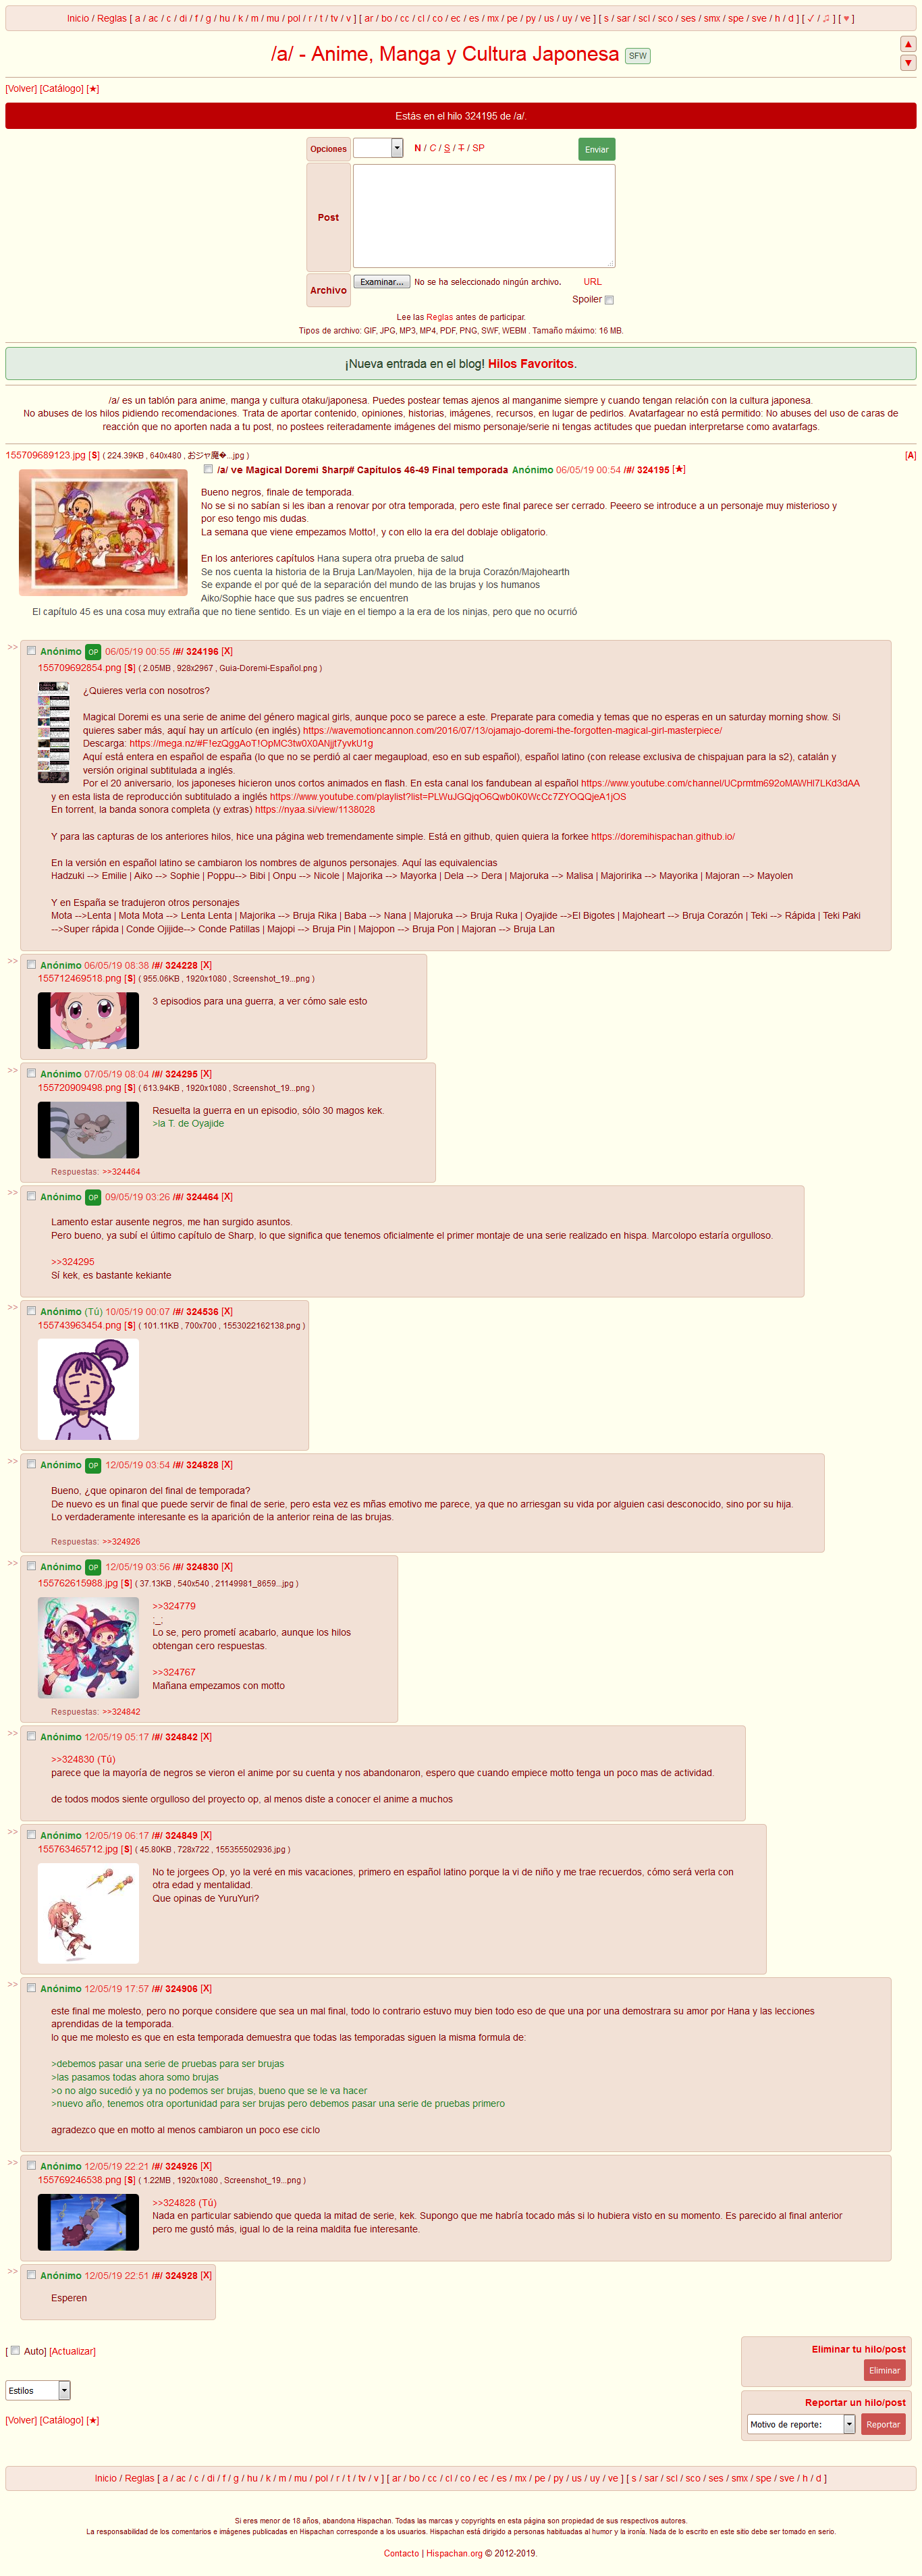 Inicio / Reglas [ a / ac / c / di / f / g / hu / k / m / mu / pol / r / t / tv / v ] [ ar / bo / cc / cl / co / ec / es / mx / pe / py / us / uy / ve ] [ s / sar / scl / sco / ses / smx / spe / sve / h / d ] [ ✓ / ♫ ] [ ♥ ]
/a/ - Anime, Manga y Cultura Japonesa SFW
▲
▼
[Volver] [Catálogo] [★]
Estás en el hilo 324195 de /a/.
Opciones N / C / S / T / SP Enviar
Post
Archivo Examinar... No se ha seleccionado ningún archivo. URL
Spoiler
Lee las Reglas antes de participar.
Tipos de archivo: GIF, JPG, MP3, MP4, PDF, PNG, SWF, WEBM . Tamaño máximo: 16 MB.
¡Nueva entrada en el blog! Hilos Favoritos.
/a/ es un tablón para anime, manga y cultura otaku/japonesa. Puedes postear temas ajenos al manganime siempre y cuando tengan relación con la cultura japonesa.
No abuses de los hilos pidiendo recomendaciones. Trata de aportar contenido, opiniones, historias, imágenes, recursos, en lugar de pedirlos. Avatarfagear no está permitido: No abuses del uso de caras de
reacción que no aporten nada a tu post, no postees reiteradamente imágenes del mismo personaje/serie ni tengas actitudes que puedan interpretarse como avatarfags.
155709689123.jpg [S] ( 224.39KB , 640x480 , おジャ魔�...jpg ) [A]
/a/ ve Magical Doremi Sharp# Capitulos 46-49 Final temporada Anónimo 06/05/19 00:54 /#/ 324195 [★]
Bueno negros, finale de temporada.
No se si no sabían si les iban a renovar por otra temporada, pero este final parece ser cerrado. Peeero se introduce a un personaje muy misterioso y
por eso tengo mis dudas.
La semana que viene empezamos Motto!, y con ello la era del doblaje obligatorio.
En los anteriores capítulos Hana supera otra prueba de salud
Se nos cuenta la historia de la Bruja Lan/Mayolen, hija de la bruja Corazón/Majohearth
Se expande el por qué de la separación del mundo de las brujas y los humanos
Aiko/Sophie hace que sus padres se encuentren
El capítulo 45 es una cosa muy extraña que no tiene sentido. Es un viaje en el tiempo a la era de los ninjas, pero que no ocurrió
>> Anónimo OP 06/05/19 00:55 /#/ 324196 [X]
155709692854.png [S] ( 2.05MB , 928x2967 , Guia-Doremi-Español.png )
¿Quieres verla con nosotros?
Magical Doremi es una serie de anime del género magical girls, aunque poco se parece a este. Preparate para comedia y temas que no esperas en un saturday morning show. Si
quieres saber más, aquí hay un artículo (en inglés) https://wavemotioncannon.com/2016/07/13/ojamajo-doremi-the-forgotten-magical-girl-masterpiece/
Descarga: https://mega.nz/#F!ezQggAoT!OpMC3tw0X0ANjjt7yvkU1g
Aquí está entera en español de españa (lo que no se perdió al caer megaupload, eso en sub español), español latino (con release exclusiva de chispajuan para la s2), catalán y
versión original subtitulada a inglés.
Por el 20 aniversario, los japoneses hicieron unos cortos animados en flash. En esta canal los fandubean al español https://www.youtube.com/channel/UCprmtm692oMAWHl7LKd3dAA
y en esta lista de reproducción subtitulado a inglés https://www.youtube.com/playlist?list=PLWuJGQjqO6Qwb0K0WcCc7ZYOQQjeA1jOS
En torrent, la banda sonora completa (y extras) https://nyaa.si/view/1138028
Y para las capturas de los anteriores hilos, hice una página web tremendamente simple. Está en github, quien quiera la forkee https://doremihispachan.github.io/
En la versión en español latino se cambiaron los nombres de algunos personajes. Aquí las equivalencias
Hadzuki --> Emilie | Aiko --> Sophie | Poppu--> Bibi | Onpu --> Nicole | Majorika --> Mayorka | Dela --> Dera | Majoruka --> Malisa | Majoririka --> Mayorika | Majoran --> Mayolen
Y en España se tradujeron otros personajes
Mota -->Lenta | Mota Mota --> Lenta Lenta | Majorika --> Bruja Rika | Baba --> Nana | Majoruka --> Bruja Ruka | Oyajide -->El Bigotes | Majoheart --> Bruja Corazón | Teki --> Rápida | Teki Paki
-->Super rápida | Conde Ojijide--> Conde Patillas | Majopi --> Bruja Pin | Majopon --> Bruja Pon | Majoran --> Bruja Lan
>> Anónimo 06/05/19 08:38 /#/ 324228 [X]
155712469518.png [S] ( 955.06KB , 1920x1080 , Screenshot_19...png )
3 episodios para una guerra, a ver cómo sale esto
>> Anónimo 07/05/19 08:04 /#/ 324295 [X]
155720909498.png [S] ( 613.94KB , 1920x1080 , Screenshot_19...png )
Resuelta la guerra en un episodio, sólo 30 magos kek.
>la T. de Oyajide
Respuestas: >>324464
>> Anónimo OP 09/05/19 03:26 /#/ 324464 [X]
Lamento estar ausente negros, me han surgido asuntos.
Pero bueno, ya subí el último capítulo de Sharp, lo que significa que tenemos oficialmente el primer montaje de una serie realizado en hispa. Marcolopo estaría orgulloso.
>>324295
Sí kek, es bastante kekiante
>> Anónimo (Tú) 10/05/19 00:07 /#/ 324536 [X]
155743963454.png [S] ( 101.11KB , 700x700 , 1553022162138.png )
>> Anónimo OP 12/05/19 03:54 /#/ 324828 [X]
Bueno, ¿que opinaron del final de temporada?
De nuevo es un final que puede servir de final de serie, pero esta vez es mñas emotivo me parece, ya que no arriesgan su vida por alguien casi desconocido, sino por su hija.
Lo verdaderamente interesante es la aparición de la anterior reina de las brujas.
Respuestas: >>324926
>> Anónimo OP 12/05/19 03:56 /#/ 324830 [X]
155762615988.jpg [S] ( 37.13KB , 540x540 , 21149981_8659...jpg )
>>324779
;_;
Lo se, pero prometí acabarlo, aunque los hilos
obtengan cero respuestas.
>>324767
Mañana empezamos con motto
Respuestas: >>324842
>> Anónimo 12/05/19 05:17 /#/ 324842 [X]
>>324830 (Tú)
parece que la mayoría de negros se vieron el anime por su cuenta y nos abandonaron, espero que cuando empiece motto tenga un poco mas de actividad.
de todos modos siente orgulloso del proyecto op, al menos diste a conocer el anime a muchos
>> Anónimo 12/05/19 06:17 /#/ 324849 [X]
155763465712.jpg [S] ( 45.80KB , 728x722 , 155355502936.jpg )
No te jorgees Op, yo la veré en mis vacaciones, primero en español latino porque la vi de niño y me trae recuerdos, cómo será verla con
otra edad y mentalidad.
Que opinas de YuruYuri?
>> Anónimo 12/05/19 17:57 /#/ 324906 [X]
este final me molesto, pero no porque considere que sea un mal final, todo lo contrario estuvo muy bien todo eso de que una por una demostrara su amor por Hana y las lecciones
aprendidas de la temporada.
lo que me molesto es que en esta temporada demuestra que todas las temporadas siguen la misma formula de:
>debemos pasar una serie de pruebas para ser brujas
>las pasamos todas ahora somo brujas
>o no algo sucedió y ya no podemos ser brujas, bueno que se le va hacer
>nuevo año, tenemos otra oportunidad para ser brujas pero debemos pasar una serie de pruebas primero
agradezco que en motto al menos cambiaron un poco ese ciclo
>> Anónimo 12/05/19 22:21 /#/ 324926 [X]
155769246538.png [S] ( 1.22MB , 1920x1080 , Screenshot_19...png )
>>324828 (Tú)
Nada en particular sabiendo que queda la mitad de serie, kek. Supongo que me habría tocado más si lo hubiera visto en su momento. Es parecido al final anterior
pero me gustó más, igual lo de la reina maldita fue interesante.
>> Anónimo 12/05/19 22:51 /#/ 324928 [X]
Esperen
[ Auto] [Actualizar]
Eliminar tu hilo/post
Eliminar
Estilos
Reportar un hilo/post
Motivo de reporte: Reportar
[Volver] [Catálogo] [★]
Inicio / Reglas [ a / ac / c / di / f / g / hu / k / m / mu / pol / r / t / tv / v ] [ ar / bo / cc / cl / co / ec / es / mx / pe / py / us / uy / ve ] [ s / sar / scl / sco / ses / smx / spe / sve / h / d ]
Si eres menor de 18 años, abandona Hispachan. Todas las marcas y copyrights en esta página son propiedad de sus respectivos autores.
La responsabilidad de los comentarios e imágenes publicadas en Hispachan corresponde a los usuarios. Hispachan está dirigido a personas habituadas al humor y la ironía. Nada de lo escrito en este sitio debe ser tomado en serio.
Contacto | Hispachan.org © 2012-2019.